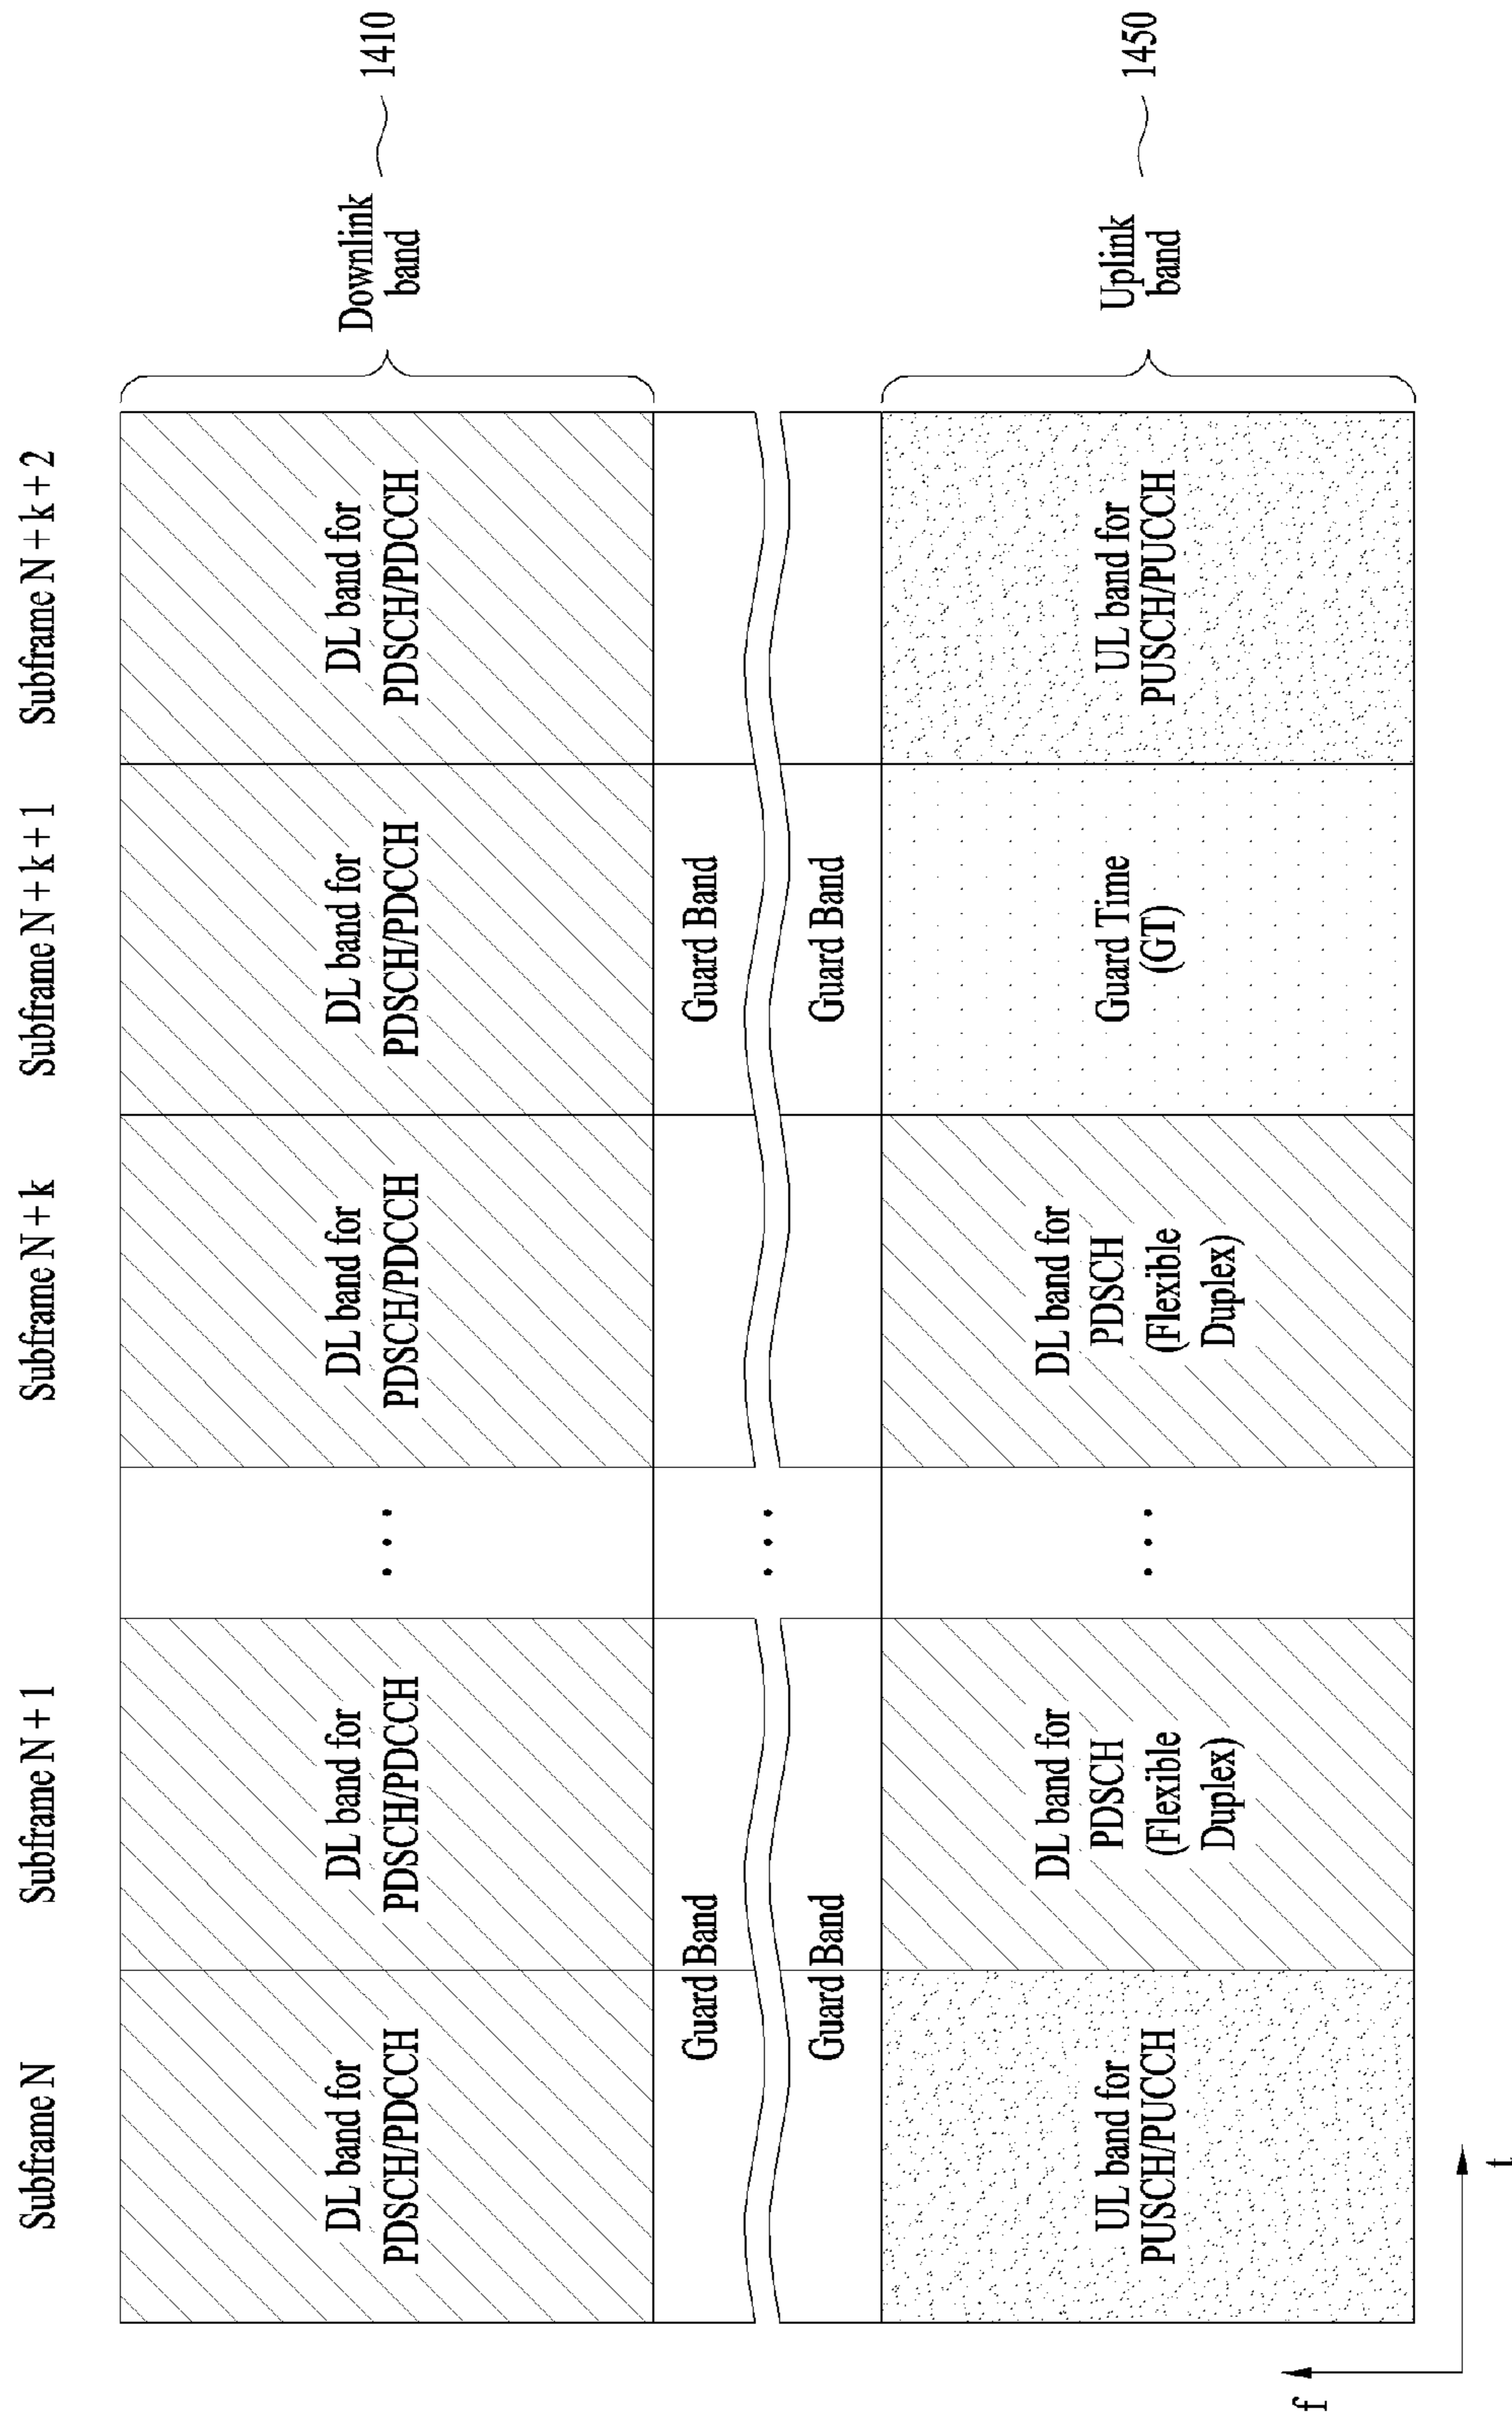 Subframe N
Subframe N + 1
Subframe N + k
Subframe N + k + 1
Subframe N + k + 2
DL band for
PDSCH/PDCCH
DL band for
PDSCH/PDCCH
...
DL band for
PDSCH/PDCCH
DL band for
PDSCH/PDCCH
DL band for
PDSCH/PDCCH
Downlink
band
1410
Guard Band
...
Guard Band
Guard Band
Guard Band
UL band for
PUSCH/PUCCH
DL band for
PDSCH
(Flexible
Duplex)
...
DL band for
PDSCH
(Flexible
Duplex)
Guard Time
(GT)
UL band for
PUSCH/PUCCH
Uplink
band
1450
f
t